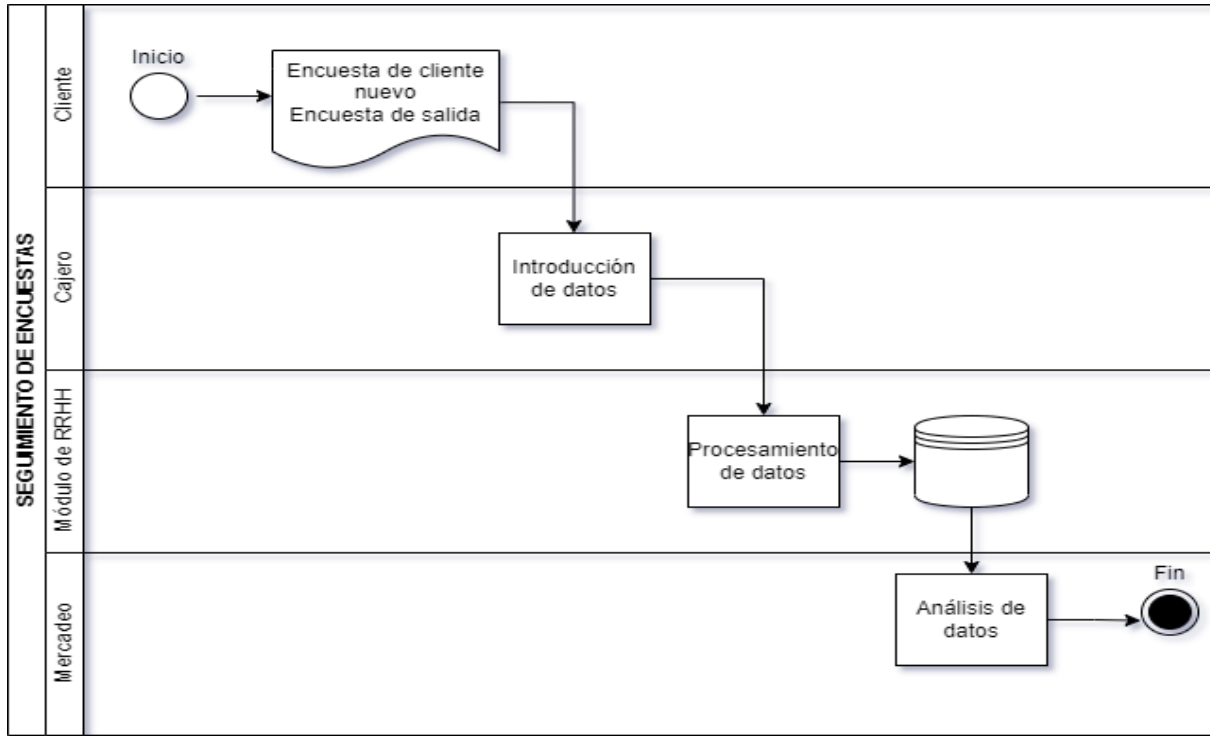 SEGUIMIENTO DE ENCUESTAS
Cliente
Inicio
Encuesta de cliente
nuevo
Encuesta de salida
Cajero
Introducción
de datos
Módulo de RRHH
Procesamiento
de datos
Mercadeo
Análisis de
datos
Fin